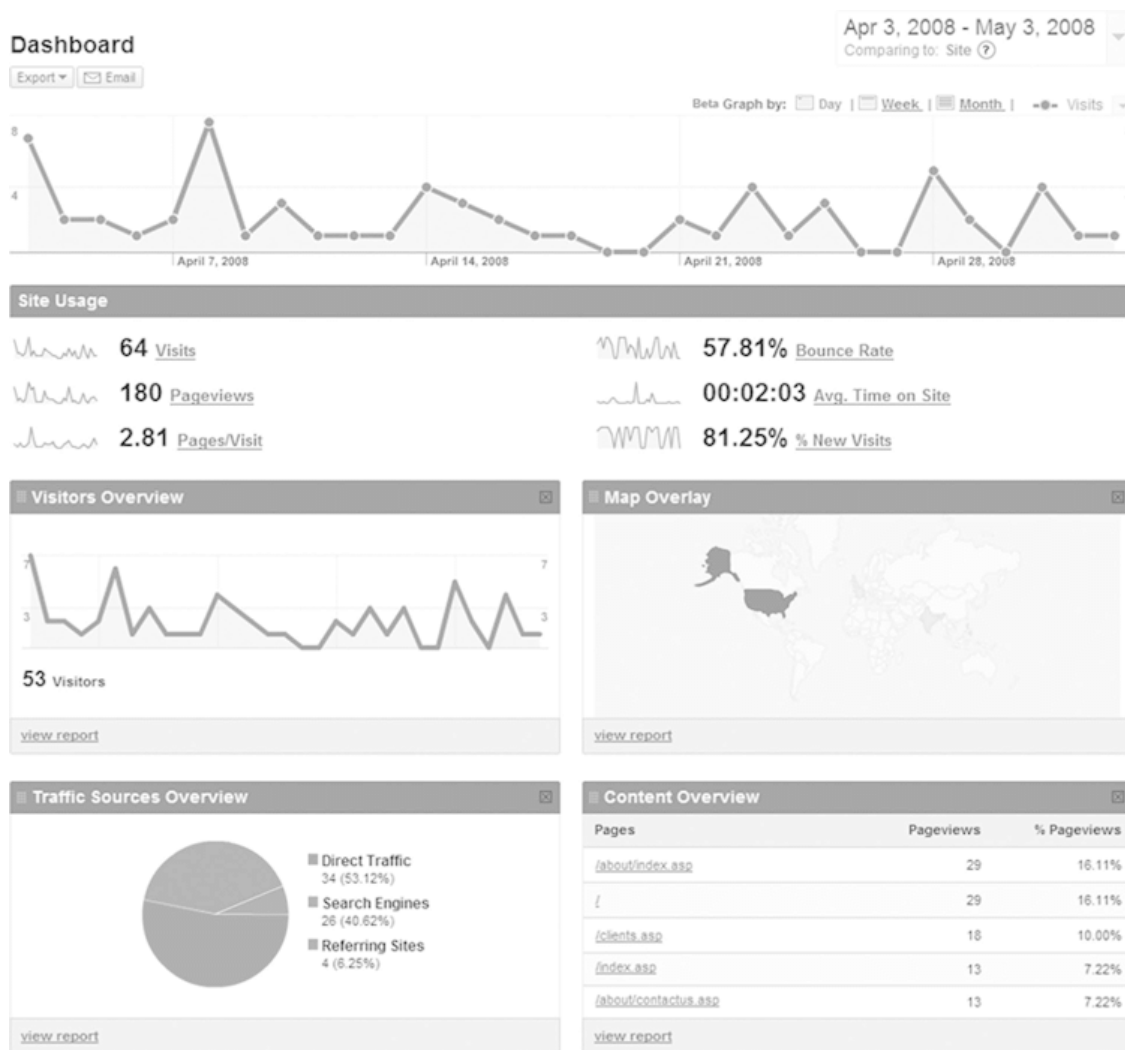 Apr 3, 2008 - May 3, 2008
Comparing to: Site ?
Dashboard
Export Email
Beta Graph by: Day | Week | Month | Visits
8
4
April 7, 2008 April 14, 2008 April 21, 2008 April 28, 2008
Site Usage
64 Visits
57.81% Bounce Rate
180 Pageviews
00:02:03 Avg. Time on Site
2.81 Pages/Visit
81.25% % New Visits
Visitors Overview
7 7
3 3
53 Visitors
view report
Map Overlay
view report
Traffic Sources Overview
Direct Traffic
34 (53.12%)
Search Engines
26 (40.62%)
Referring Sites
4 (6.25%)
view report
Content Overview
Pages Pageviews % Pageviews
/about/index.asp 29 16.11%
/ 29 16.11%
/clients.asp 18 10.00%
/index.asp 13 7.22%
/about/contactus.asp 13 7.22%
view report